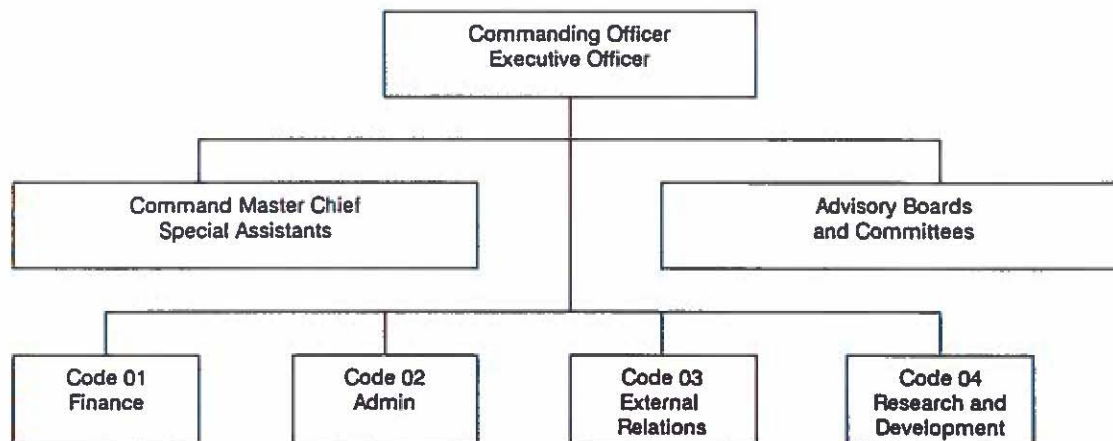 Commanding Officer
Executive Officer
Command Master Chief
Special Assistants
Advisory Boards
and Committees
Code 01
Finance
Code 02
Admin
Code 03
External
Relations
Code 04
Research and
Development